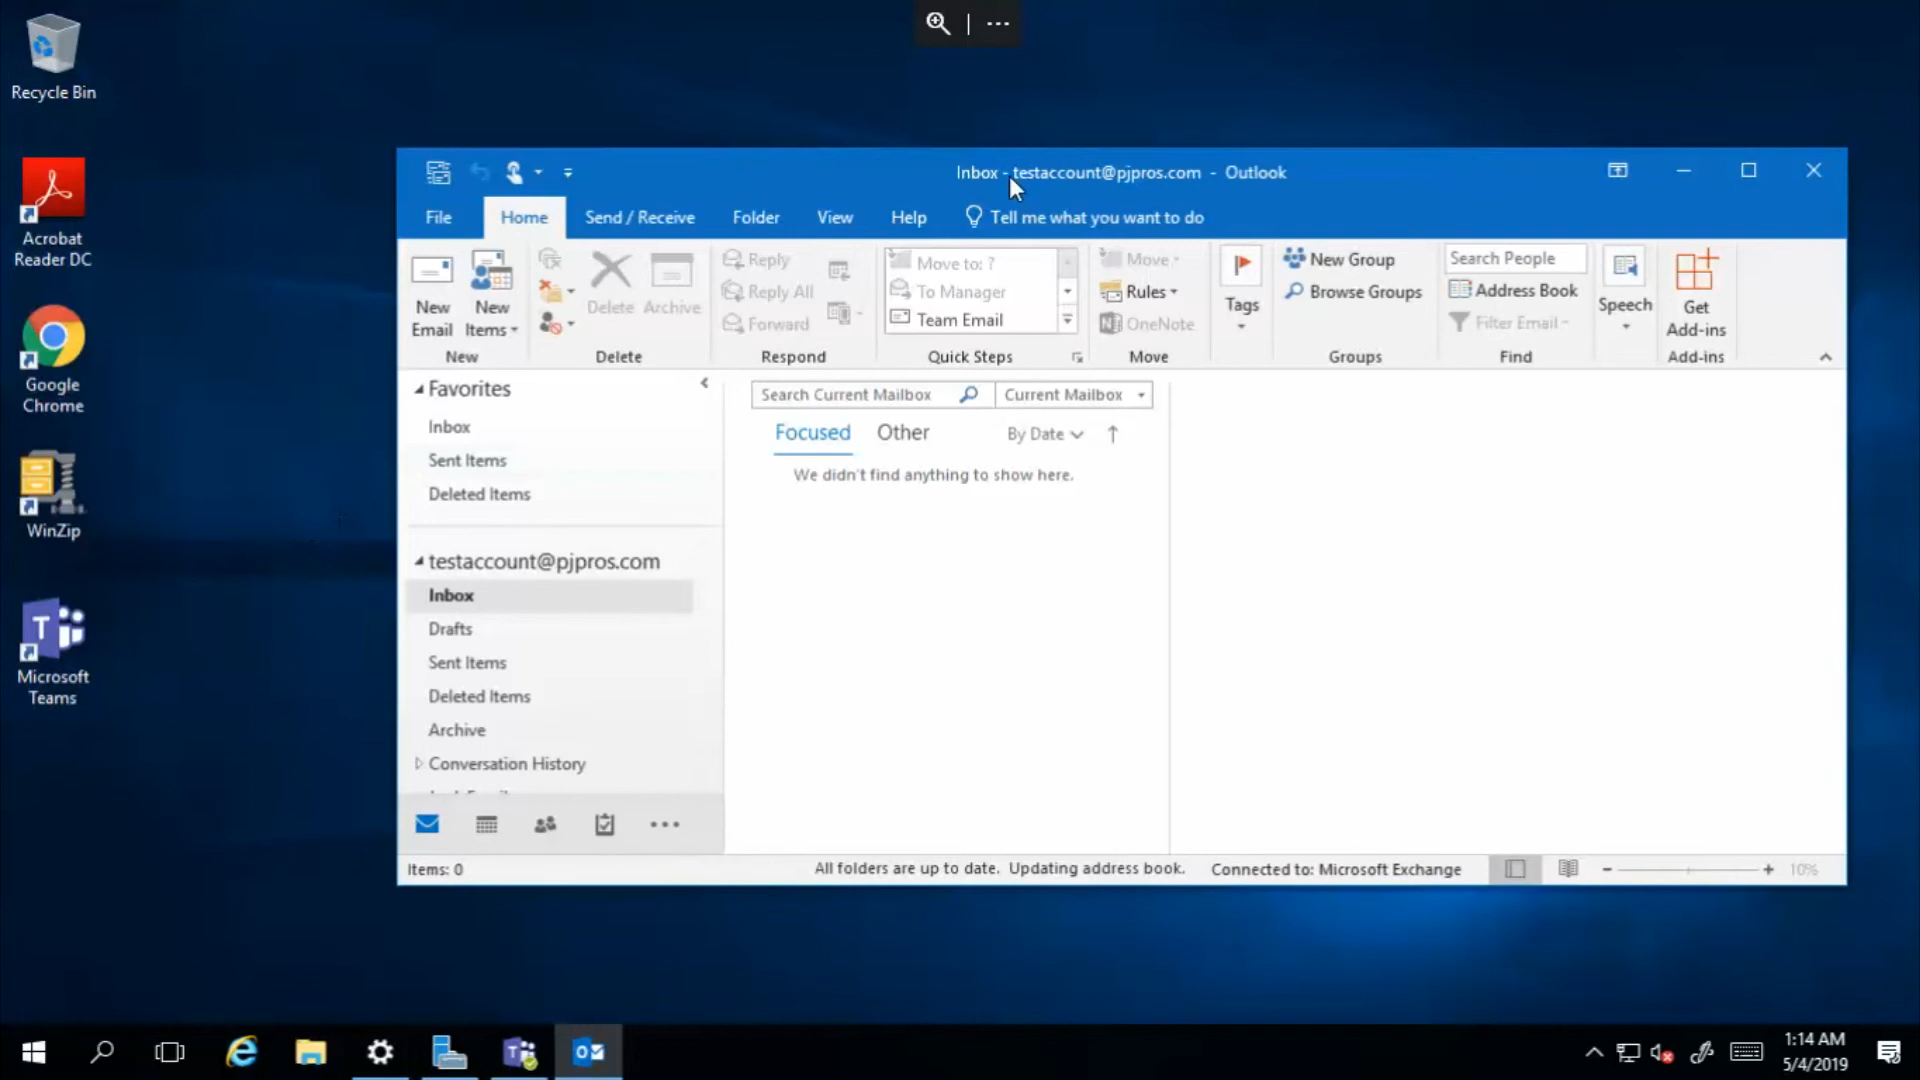 Recycle Bin
Acrobat
Reader DC
Google
Chrome
WinZip
Microsoft
Teams
Inbox - testaccount@pjpros.com - Outlook
File
Home
Send / Receive
Folder
View
Help
Tell me what you want to do
New
Email
New
Items
New
Delete
Archive
Delete
Reply
Reply All
Forward
Respond
Move to: ?
To Manager
Team Email
Quick Steps
Move
Rules
OneNote
Move
Tags
New Group
Browse Groups
Groups
Search People
Address Book
Filter Email
Find
Speech
Get
Add-ins
Add-ins
Favorites
Inbox
Sent Items
Deleted Items
testaccount@pjpros.com
Inbox
Drafts
Sent Items
Deleted Items
Archive
Conversation History
Search Current Mailbox
Current Mailbox
Focused
Other
By Date
We didn't find anything to show here.
Items: 0
All folders are up to date. Updating address book.
Connected to: Microsoft Exchange
10%
1:14 AM
5/4/2019